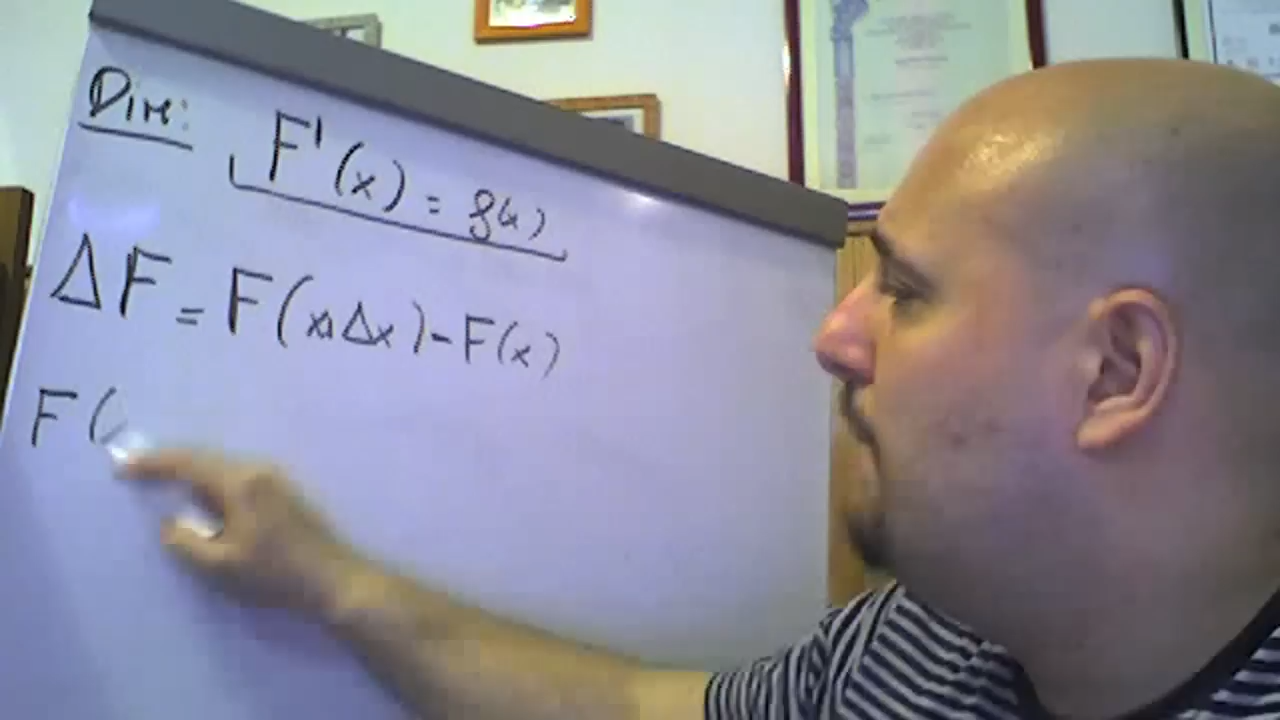 Dim:
F'(x) = g(x)
ΔF = F(x+Δx)-F(x)
F(